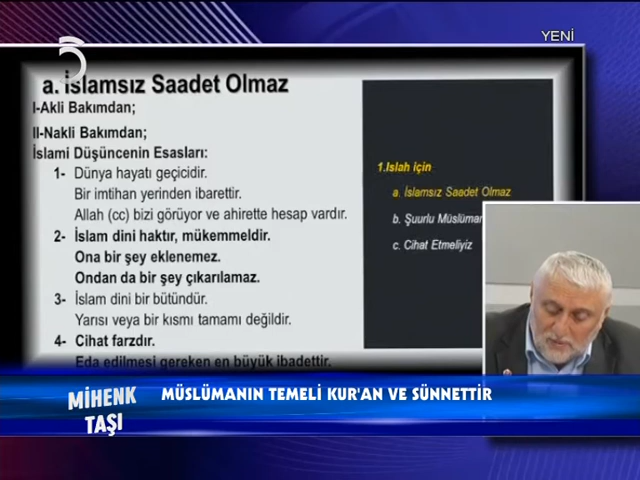 YENİ
5
a. İslamsız Saadet Olmaz
I-Akli Bakımdan;
II-Nakli Bakımdan;
İslami Düşüncenin Esasları:
1- Dünya hayatı geçicidir.
Bir imtihan yerinden ibarettir.
Allah (cc) bizi görüyor ve ahirette hesap vardır.
2- İslam dini haktır, mükemmeldir.
Ona bir şey eklenemez.
Ondan da bir şey çıkarılamaz.
3- İslam dini bir bütündür.
Yarısı veya bir kısmı tamamı değildir.
4- Cihat farzdır.
Eda edilmesi gereken en büyük ibadettir.
1.Islah için
a. İslamsız Saadet Olmaz
b. Şuurlu Müslüman
c. Cihat Etmeliyiz
MİHENK
TAŞI
MÜSLÜMANIN TEMELİ KUR'AN VE SÜNNETTİR